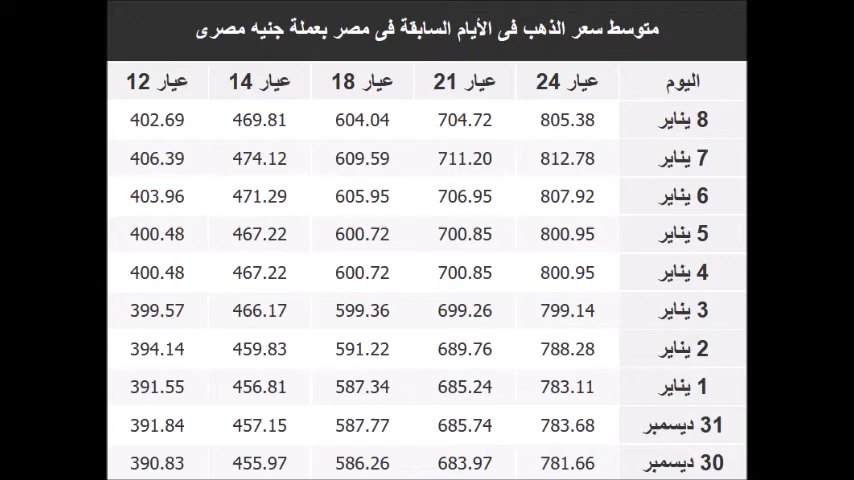 متوسط سعر الذهب فى الأيام السابقة فى مصر بعملة جنيه مصرى
اليوم عيار 24 عيار 21 عيار 18 عيار 14 عيار 12
8 يناير 805.38 704.72 604.04 469.81 402.69
7 يناير 812.78 711.20 609.59 474.12 406.39
6 يناير 807.92 706.95 605.95 471.29 403.96
5 يناير 800.95 700.85 600.72 467.22 400.48
4 يناير 800.95 700.85 600.72 467.22 400.48
3 يناير 799.14 699.26 599.36 466.17 399.57
2 يناير 788.28 689.76 591.22 459.83 394.14
1 يناير 783.11 685.24 587.34 456.81 391.55
31 ديسمبر 783.68 685.74 587.77 457.15 391.84
30 ديسمبر 781.66 683.97 586.26 455.97 390.83